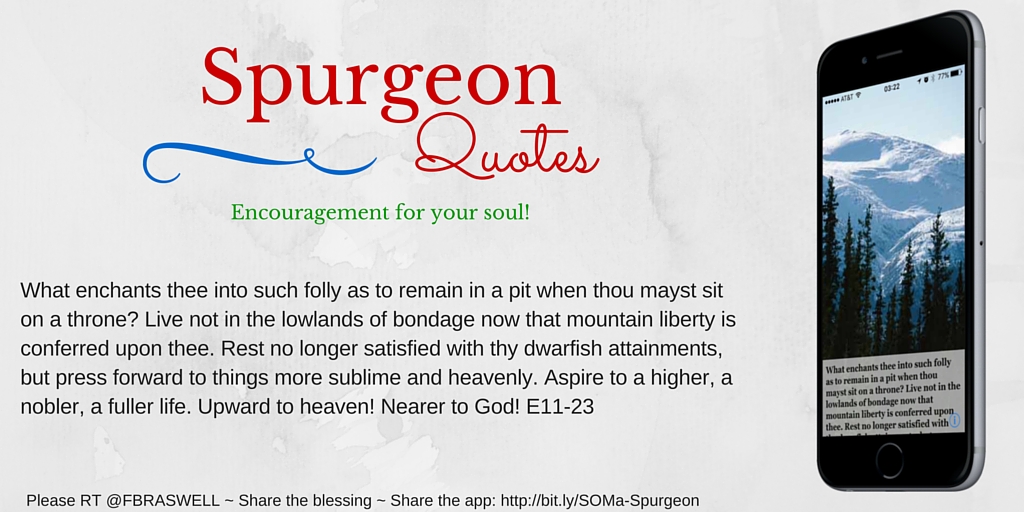 Spurgeon
Quotes
Encouragement for your soul!
What enchants thee into such folly as to remain in a pit when thou mayst sit
on a throne? Live not in the lowlands of bondage now that mountain liberty is
conferred upon thee. Rest no longer satisfied with thy dwarfish attainments,
but press forward to things more sublime and heavenly. Aspire to a higher, a
nobler, a fuller life. Upward to heaven! Nearer to God! E11-23
Please RT @FBRASWELL ~ Share the blessing ~ Share the app: http://bit.ly/SOMa-Spurgeon
AT&T 03:22 77%
What enchants thee into such folly
as to remain in a pit when thou
mayst sit on a throne? Live not in the
lowlands of bondage now that
mountain liberty is conferred upon
thee. Rest no longer satisfied with